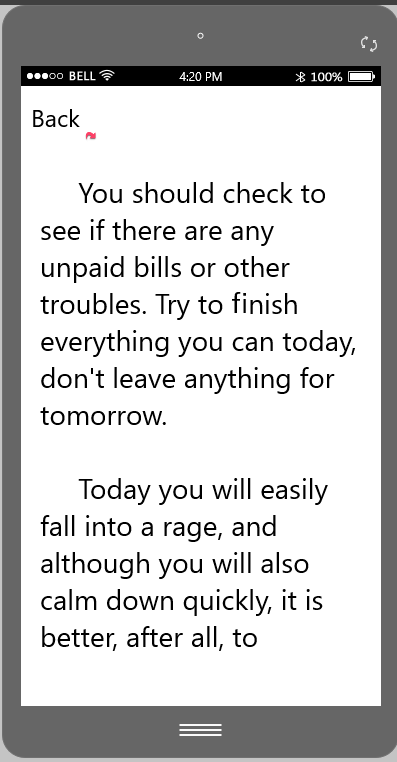 BELL 4:20 PM 100%
Back
You should check to
see if there are any
unpaid bills or other
troubles. Try to finish
everything you can today,
don't leave anything for
tomorrow.
Today you will easily
fall into a rage, and
although you will also
calm down quickly, it is
better, after all, to